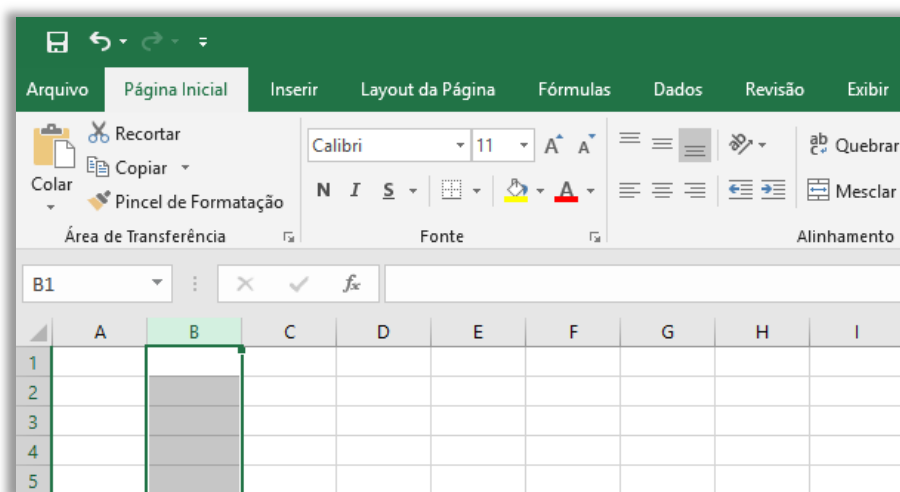 Arquivo Página Inicial Inserir Layout da Página Fórmulas Dados Revisão Exibir
Colar
Recortar
Copiar
Pincel de Formatação
Área de Transferência
Calibri 11 A A
N I S A
Fonte
ab Quebrar
Mesclar
Alinhamento
B1 fx
A B C D E F G H I
1
2
3
4
5